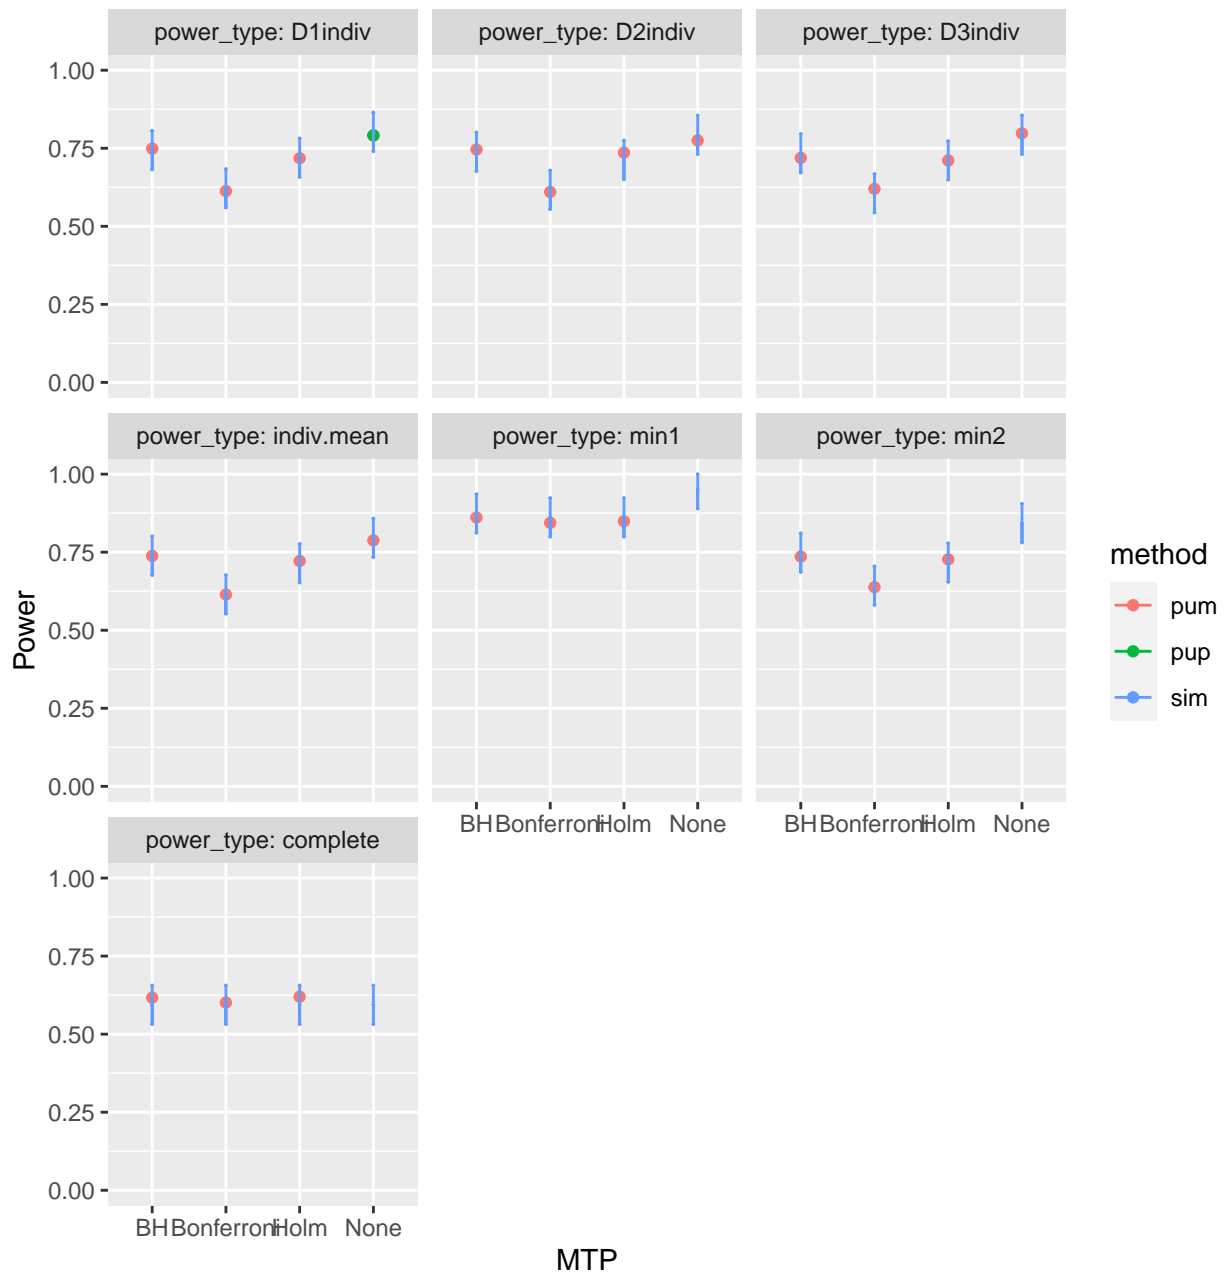 power_type: D1indiv
power_type: D2indiv
power_type: D3indiv
1.00
0.75
0.50
0.25
0.00
power_type: indiv.mean
power_type: min1
power_type: min2
1.00
0.75
0.50
0.25
0.00
BH Bonferroni Holm None
BH Bonferroni Holm None
power_type: complete
1.00
0.75
0.50
0.25
0.00
BH Bonferroni Holm None
Power
MTP
method
pum
pup
sim